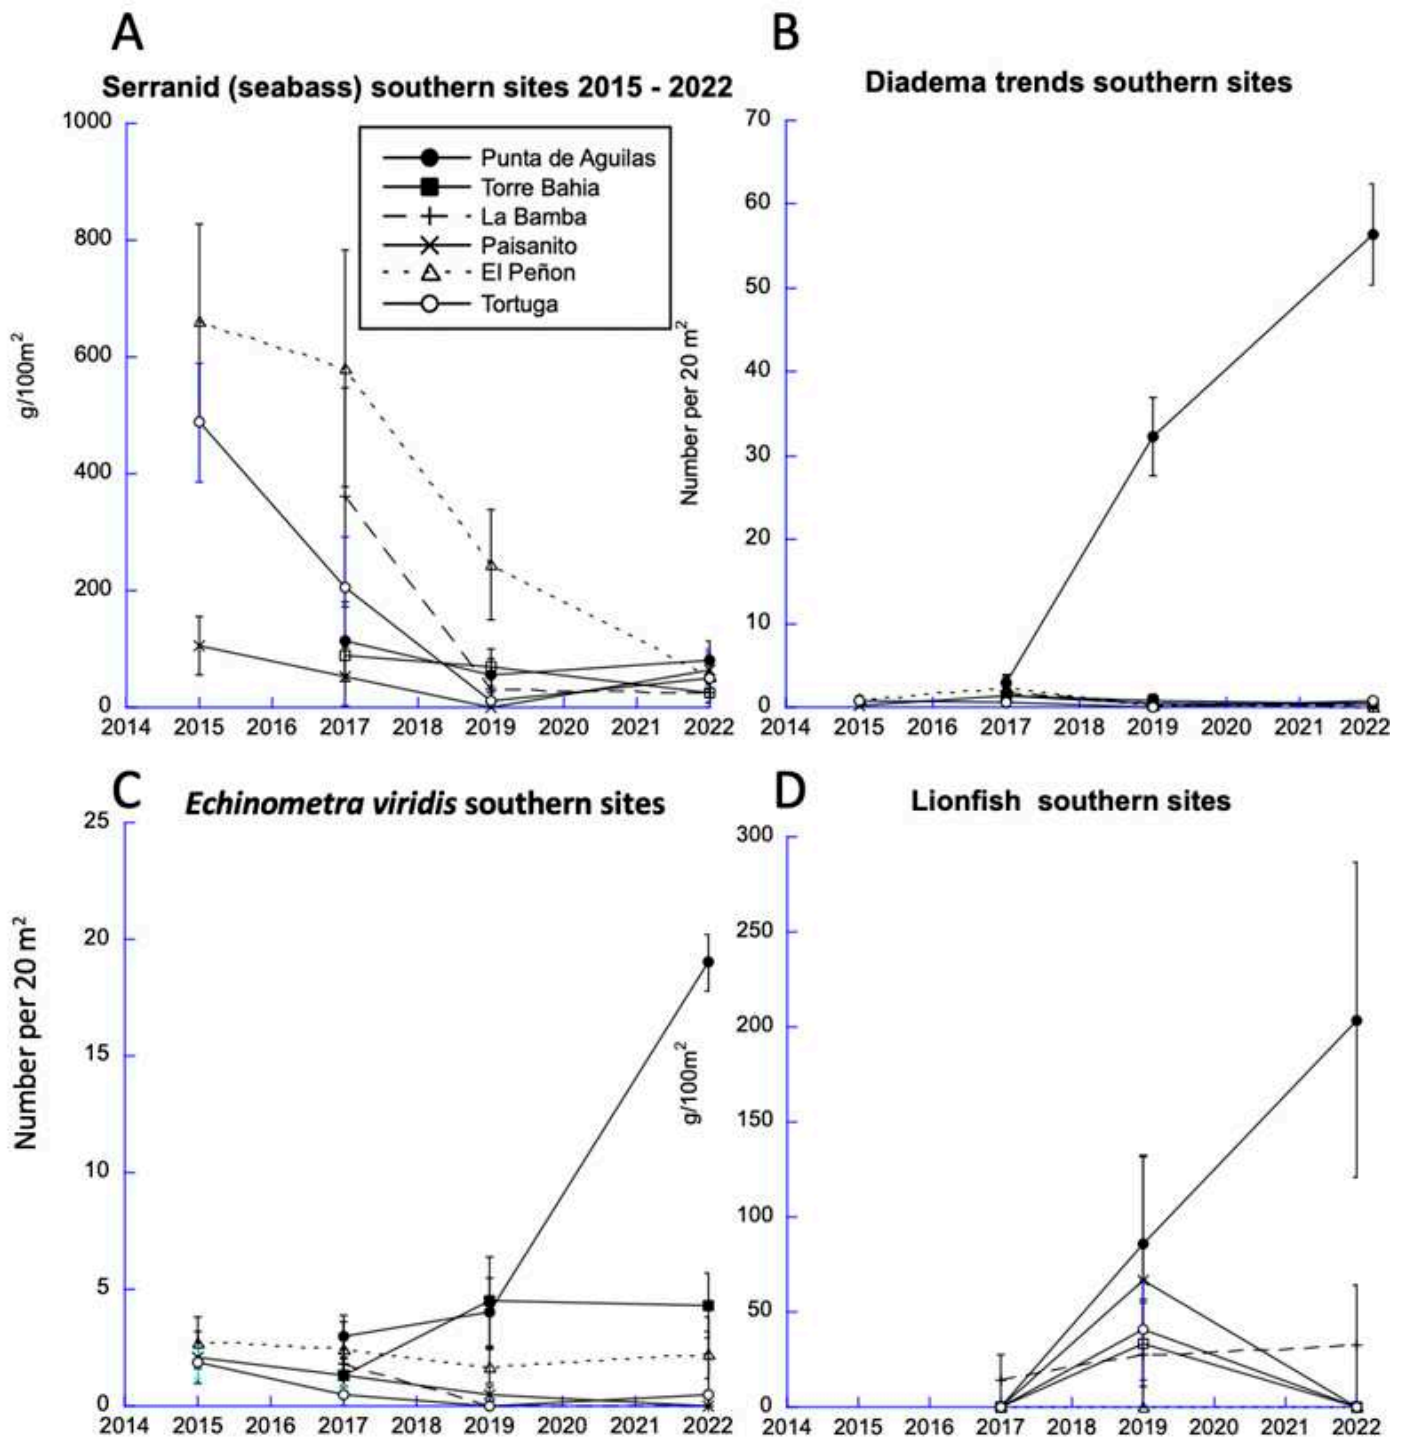 A
Serranid (seabass) southern sites 2015 - 2022
g/100m²
1000
800
600
400
200
0
2014 2015 2016 2017 2018 2019 2020 2021 2022
Punta de Aguilas
Torre Bahia
La Bamba
Paisanito
El Peñon
Tortuga
B
Diadema trends southern sites
Number per 20 m²
70
60
50
40
30
20
10
0
2014 2015 2016 2017 2018 2019 2020 2021 2022
C
Echinometra viridis southern sites
Number per 20 m²
25
20
15
10
5
0
2014 2015 2016 2017 2018 2019 2020 2021 2022
D
Lionfish southern sites
g/100m²
300
250
200
150
100
50
0
2014 2015 2016 2017 2018 2019 2020 2021 2022